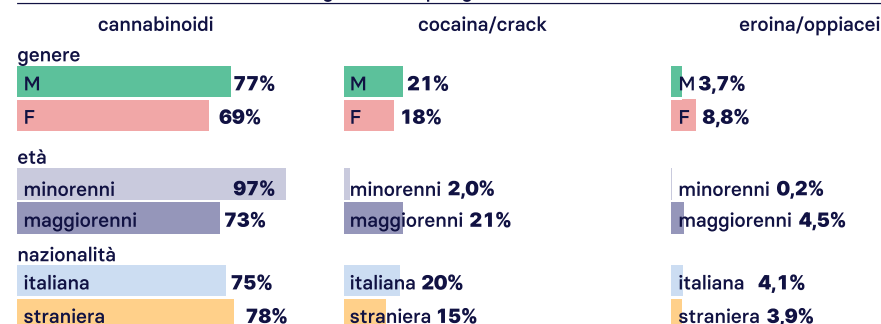 cannabinoidi cocaina/crack eroina/oppiacei
genere
M 77% M 21% M 3,7%
F 69% F 18% F 8,8%
età
minorenni 97% minorenni 2,0% minorenni 0,2%
maggiorenni 73% maggiorenni 21% maggiorenni 4,5%
nazionalità
italiana 75% italiana 20% italiana 4,1%
straniera 78% straniera 15% straniera 3,9%